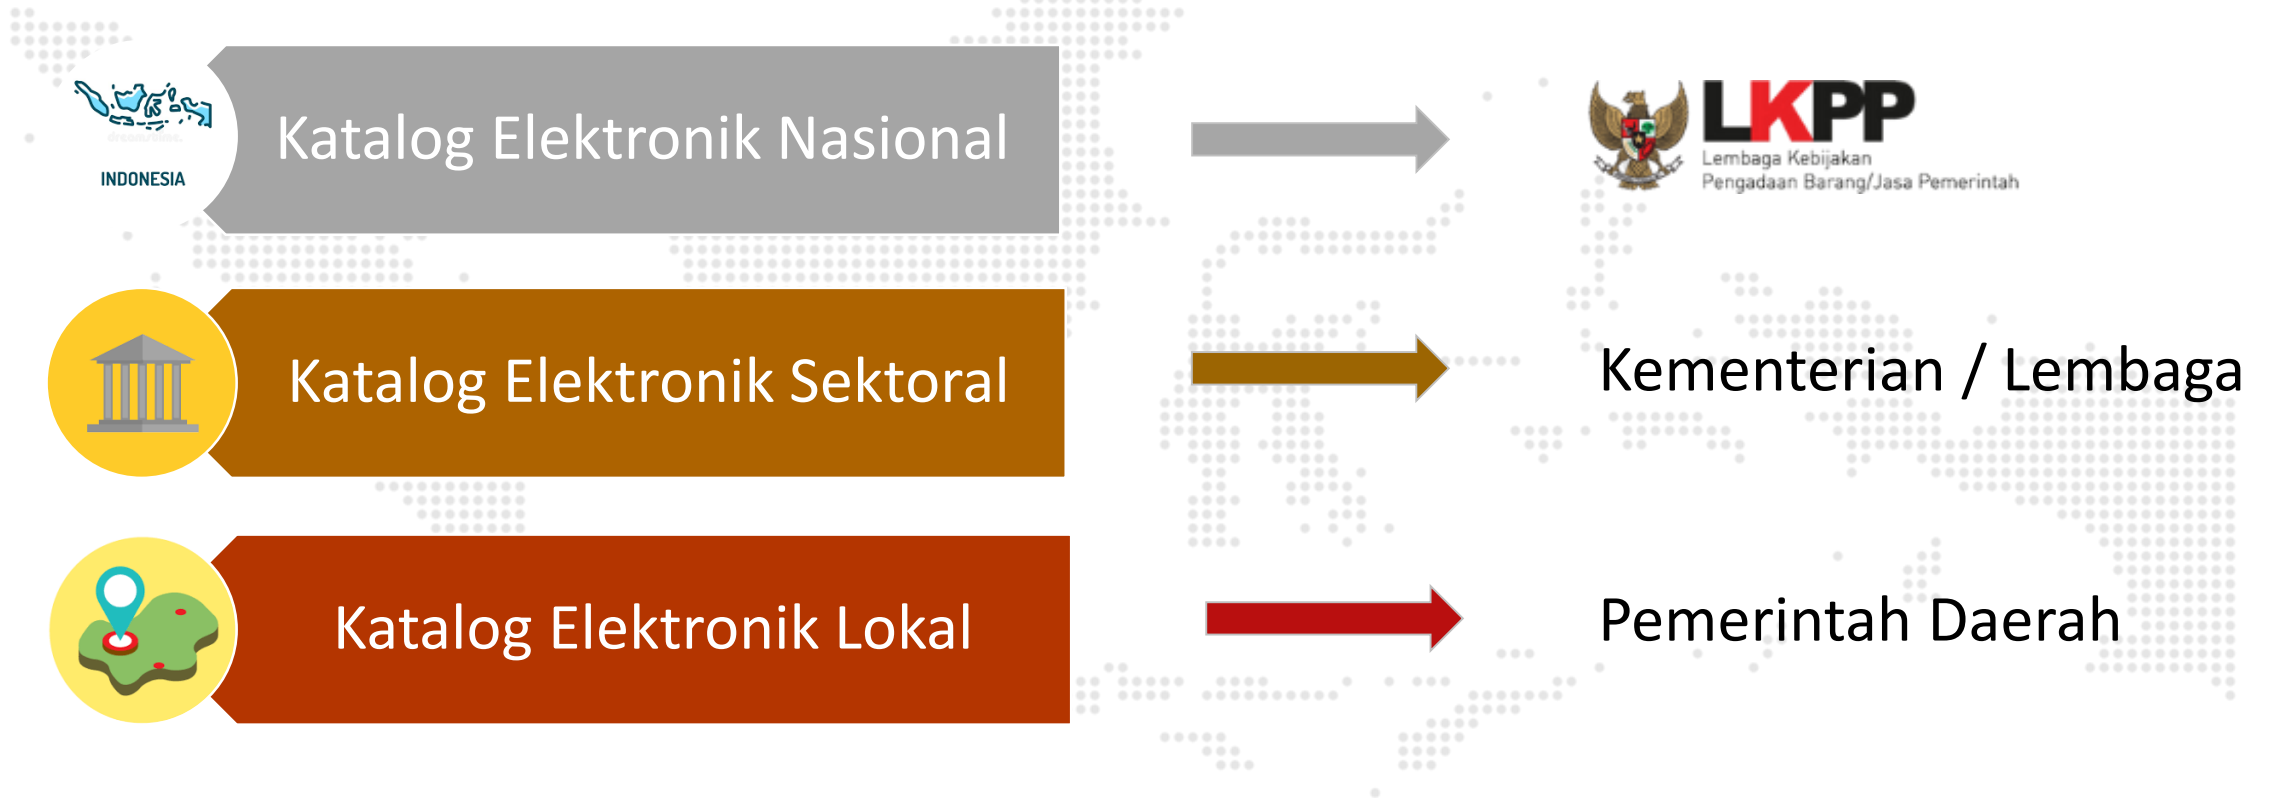 INDONESIA
Katalog Elektronik Nasional
LKPP
Lembaga Kebijakan
Pengadaan Barang/Jasa Pemerintah
Katalog Elektronik Sektoral
Kementerian / Lembaga
Katalog Elektronik Lokal
Pemerintah Daerah